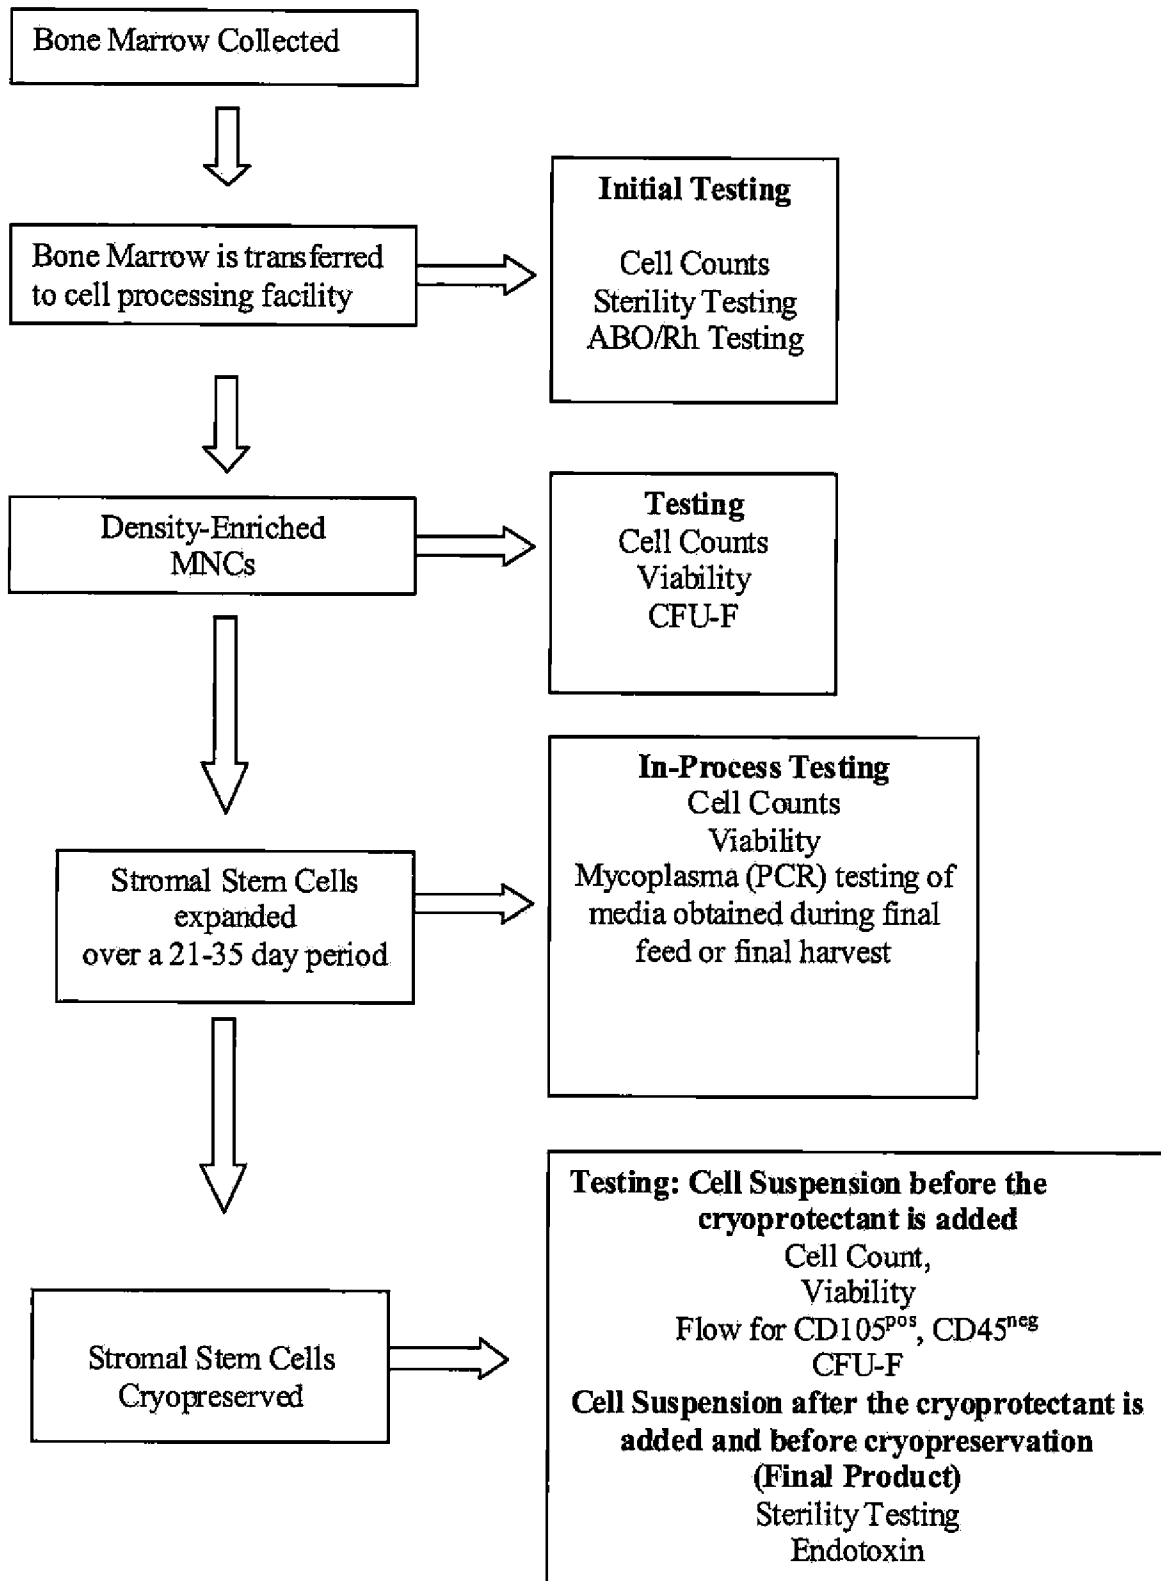 Bone Marrow Collected
Bone Marrow is transferred
to cell processing facility
Initial Testing
Cell Counts
Sterility Testing
ABO/Rh Testing
Density-Enriched
MNCs
Testing
Cell Counts
Viability
CFU-F
Stromal Stem Cells
expanded
over a 21-35 day period
In-Process Testing
Cell Counts
Viability
Mycoplasma (PCR) testing of
media obtained during final
feed or final harvest
Stromal Stem Cells
Cryopreserved
Testing: Cell Suspension before the
cryoprotectant is added
Cell Count,
Viability
Flow for CD105pos, CD45neg
CFU-F
Cell Suspension after the cryoprotectant is
added and before cryopreservation
(Final Product)
Sterility Testing
Endotoxin